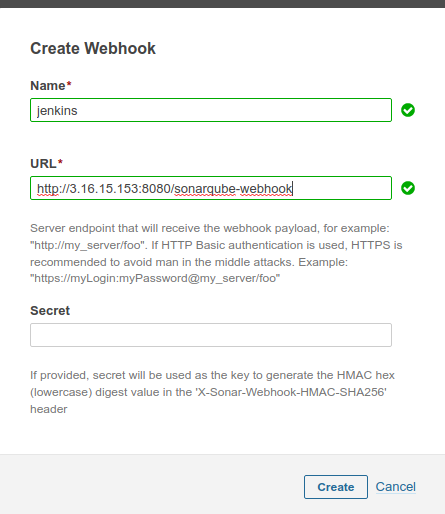 Create Webhook
Name*
jenkins
URL*
http://3.16.15.153:8080/sonarqube-webhook
Server endpoint that will receive the webhook payload, for example:
"http://my_server/foo". If HTTP Basic authentication is used, HTTPS is
recommended to avoid man in the middle attacks. Example:
"https://myLogin:myPassword@my_server/foo"
Secret
If provided, secret will be used as the key to generate the HMAC hex
(lowercase) digest value in the 'X-Sonar-Webhook-HMAC-SHA256'
header
Create Cancel